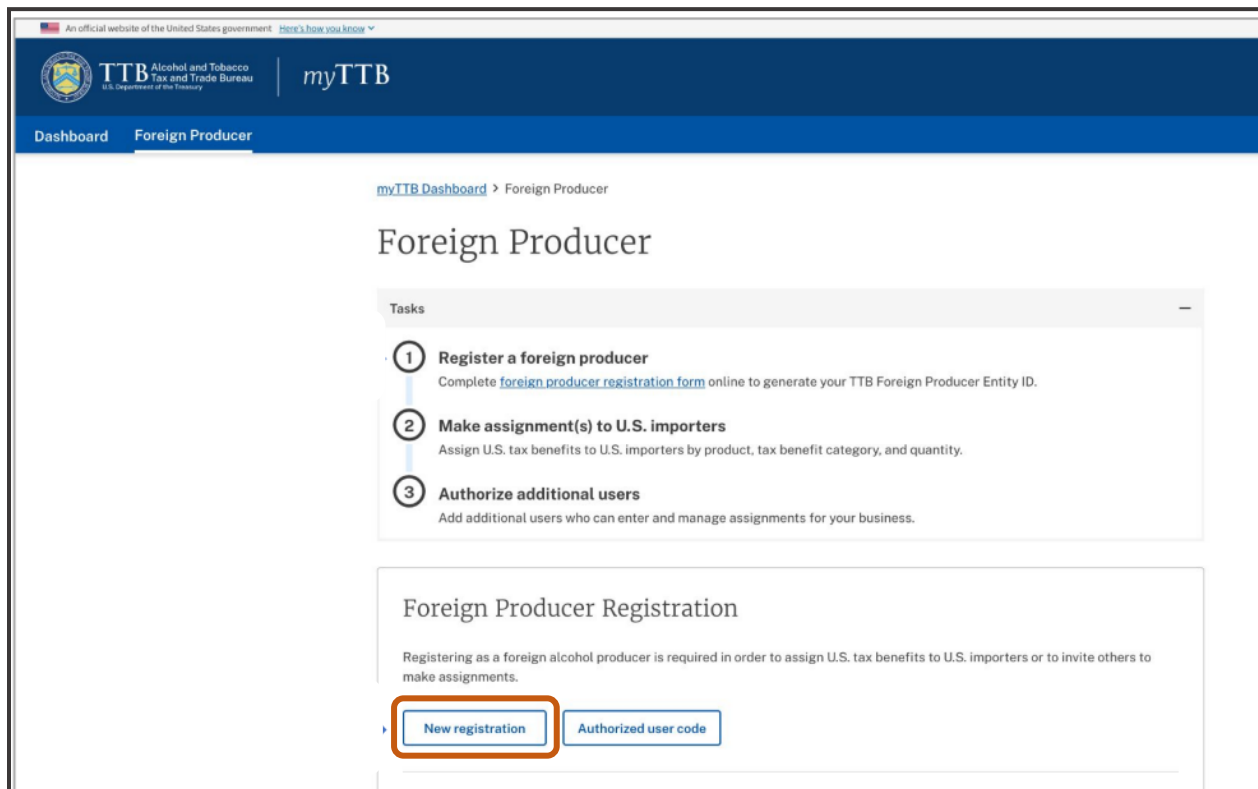 An official website of the United States government Here's how you know
TTB Alcohol and Tobacco
Tax and Trade Bureau
U.S. Department of the Treasury
myTTB
Dashboard Foreign Producer
myTTB Dashboard > Foreign Producer
Foreign Producer
Tasks
1 Register a foreign producer
Complete foreign producer registration form online to generate your TTB Foreign Producer Entity ID.
2 Make assignment(s) to U.S. importers
Assign U.S. tax benefits to U.S. importers by product, tax benefit category, and quantity.
3 Authorize additional users
Add additional users who can enter and manage assignments for your business.
Foreign Producer Registration
Registering as a foreign alcohol producer is required in order to assign U.S. tax benefits to U.S. importers or to invite others to
make assignments.
New registration Authorized user code